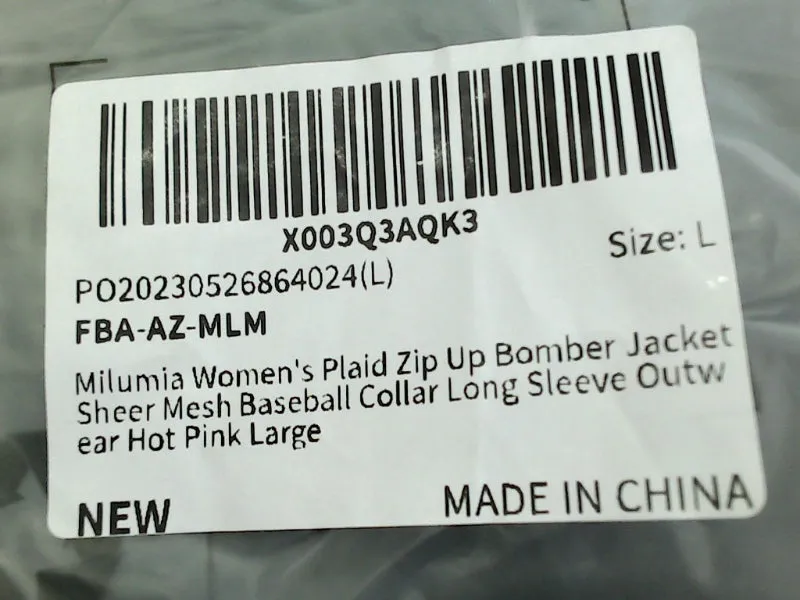 X003Q3AQK3
Size: L
PO20230526864024(L)
FBA-AZ-MLM
Milumia Women's Plaid Zip Up Bomber Jacket
Sheer Mesh Baseball Collar Long Sleeve Outw
ear Hot Pink Large
NEW
MADE IN CHINA